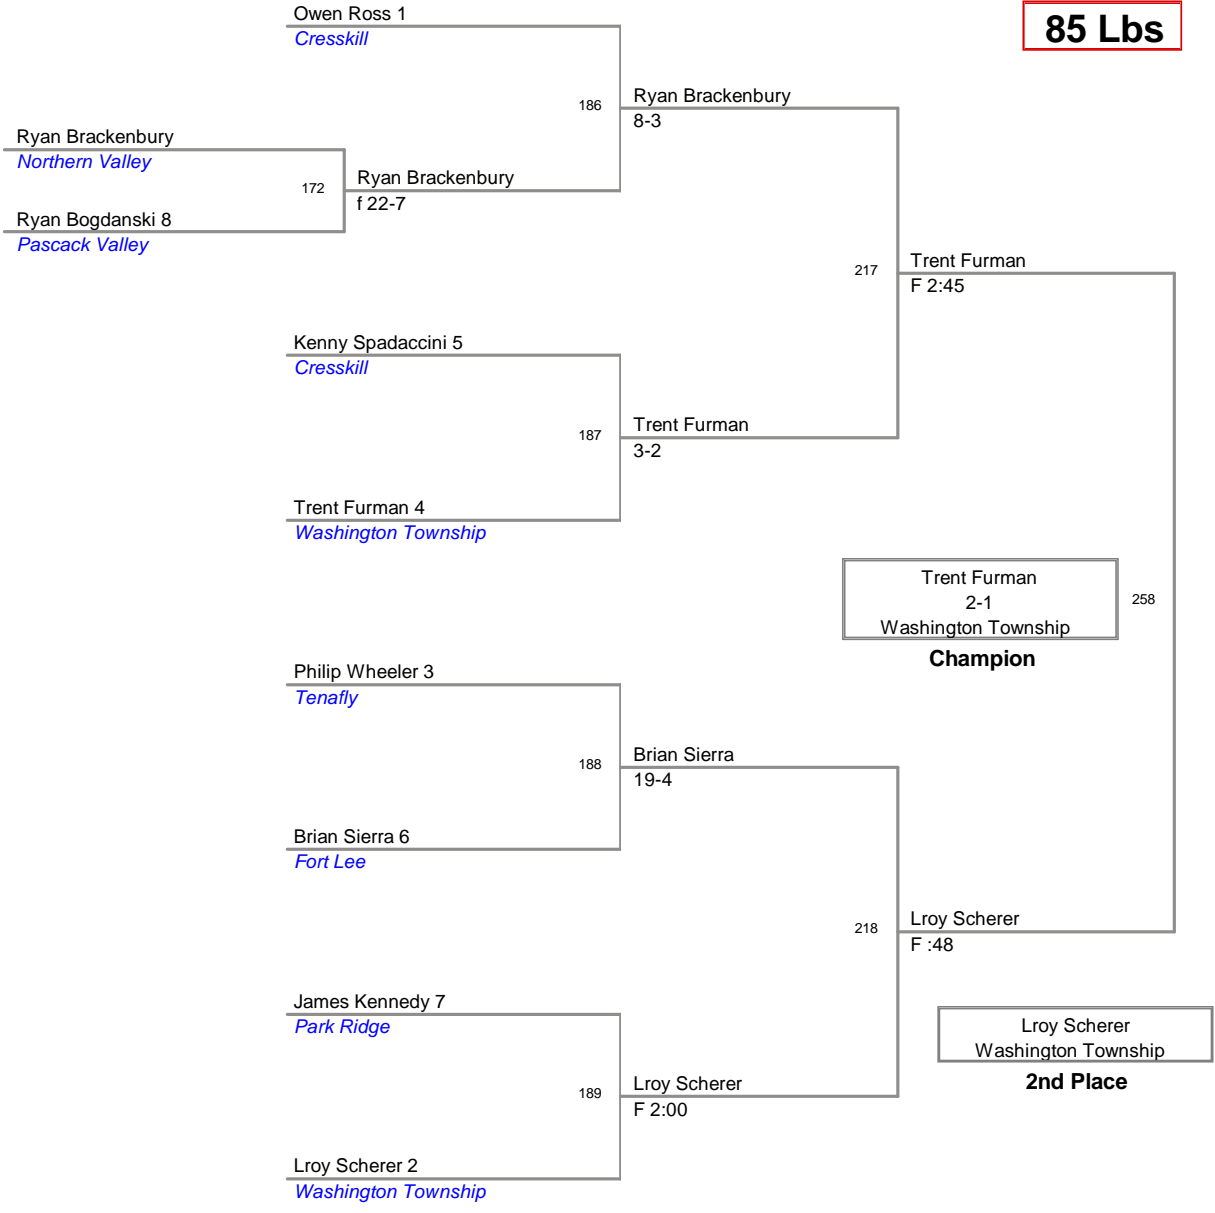 Owen Ross 1
Cresskill
85 Lbs
186
Ryan Brackenbury
8-3
Ryan Brackenbury
Northern Valley
172
Ryan Brackenbury
f 22-7
Ryan Bogdanski 8
Pascack Valley
217
Trent Furman
F 2:45
Kenny Spadaccini 5
Cresskill
187
Trent Furman
3-2
Trent Furman 4
Washington Township
Trent Furman
2-1
Washington Township
258
Champion
Philip Wheeler 3
Tenafly
188
Brian Sierra
19-4
Brian Sierra 6
Fort Lee
218
Lroy Scherer
F :48
James Kennedy 7
Park Ridge
Lroy Scherer
Washington Township
2nd Place
189
Lroy Scherer
F 2:00
Lroy Scherer 2
Washington Township